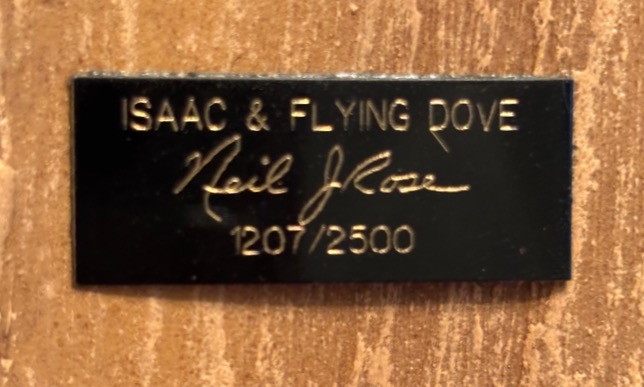 ISAAC & FLYING DOVE
Neil J Rose
1207/2500